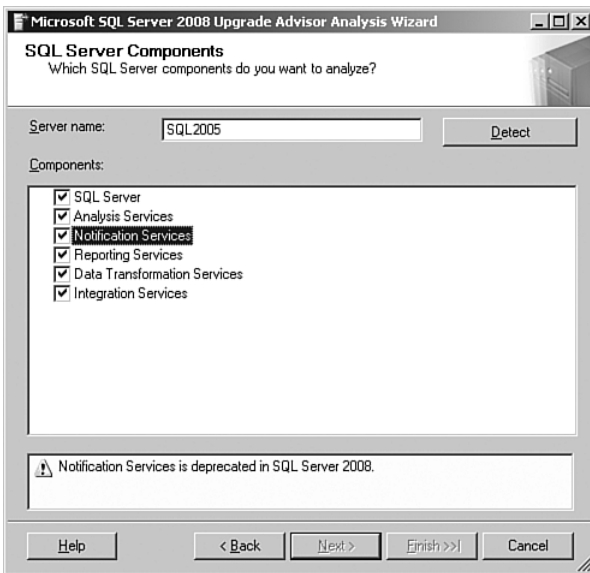 Microsoft SQL Server 2008 Upgrade Advisor Analysis Wizard
SQL Server Components
Which SQL Server components do you want to analyze?
Server name:
SQL2005
Detect
Components:
SQL Server
Analysis Services
Notification Services
Reporting Services
Data Transformation Services
Integration Services
Notification Services is deprecated in SQL Server 2008.
Help
< Back
Next >
Finish >>|
Cancel